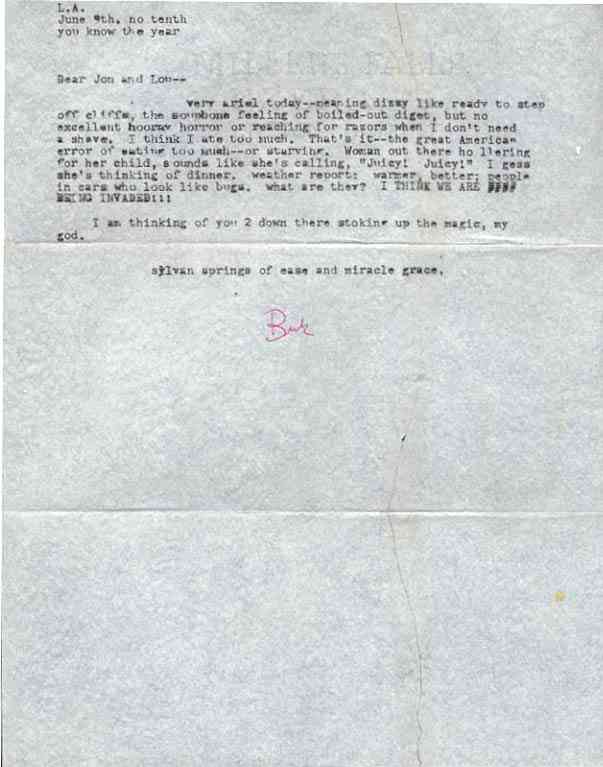 L.A.
June 9th. no tenth
you know the year
Dear Jon and Lou--
very ariel today--meaning dizzy like ready to step
off cliffs, the soupbone feeling of boiled-out diget, but no
excellent hooray horror or reaching for razors when I don't need
a shave. I think I ate too much. That's it--the great American
error of eating too much--or starving. Woman out there ho llering
for her child, sounds like she's calling, "Juicy! Juicy!" I gess
she's thinking of dinner. weather report: warmer, better; people
in cars who look like bugs. what are they? I THINK WE ARE
BEING INVADED!!!
I am thinking of you 2 down there stoking up the magic, my
god.
sylvan springs of ease and miracle grace,
Buk